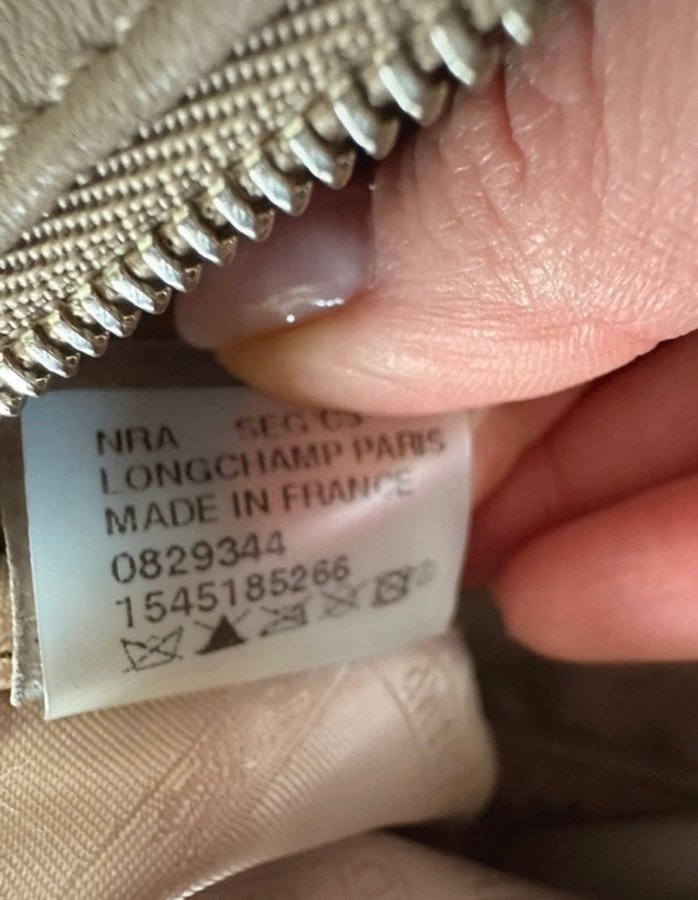 NRA SEG
LONGCHAMP PARIS
MADE IN FRANCE
0829344
1545185266